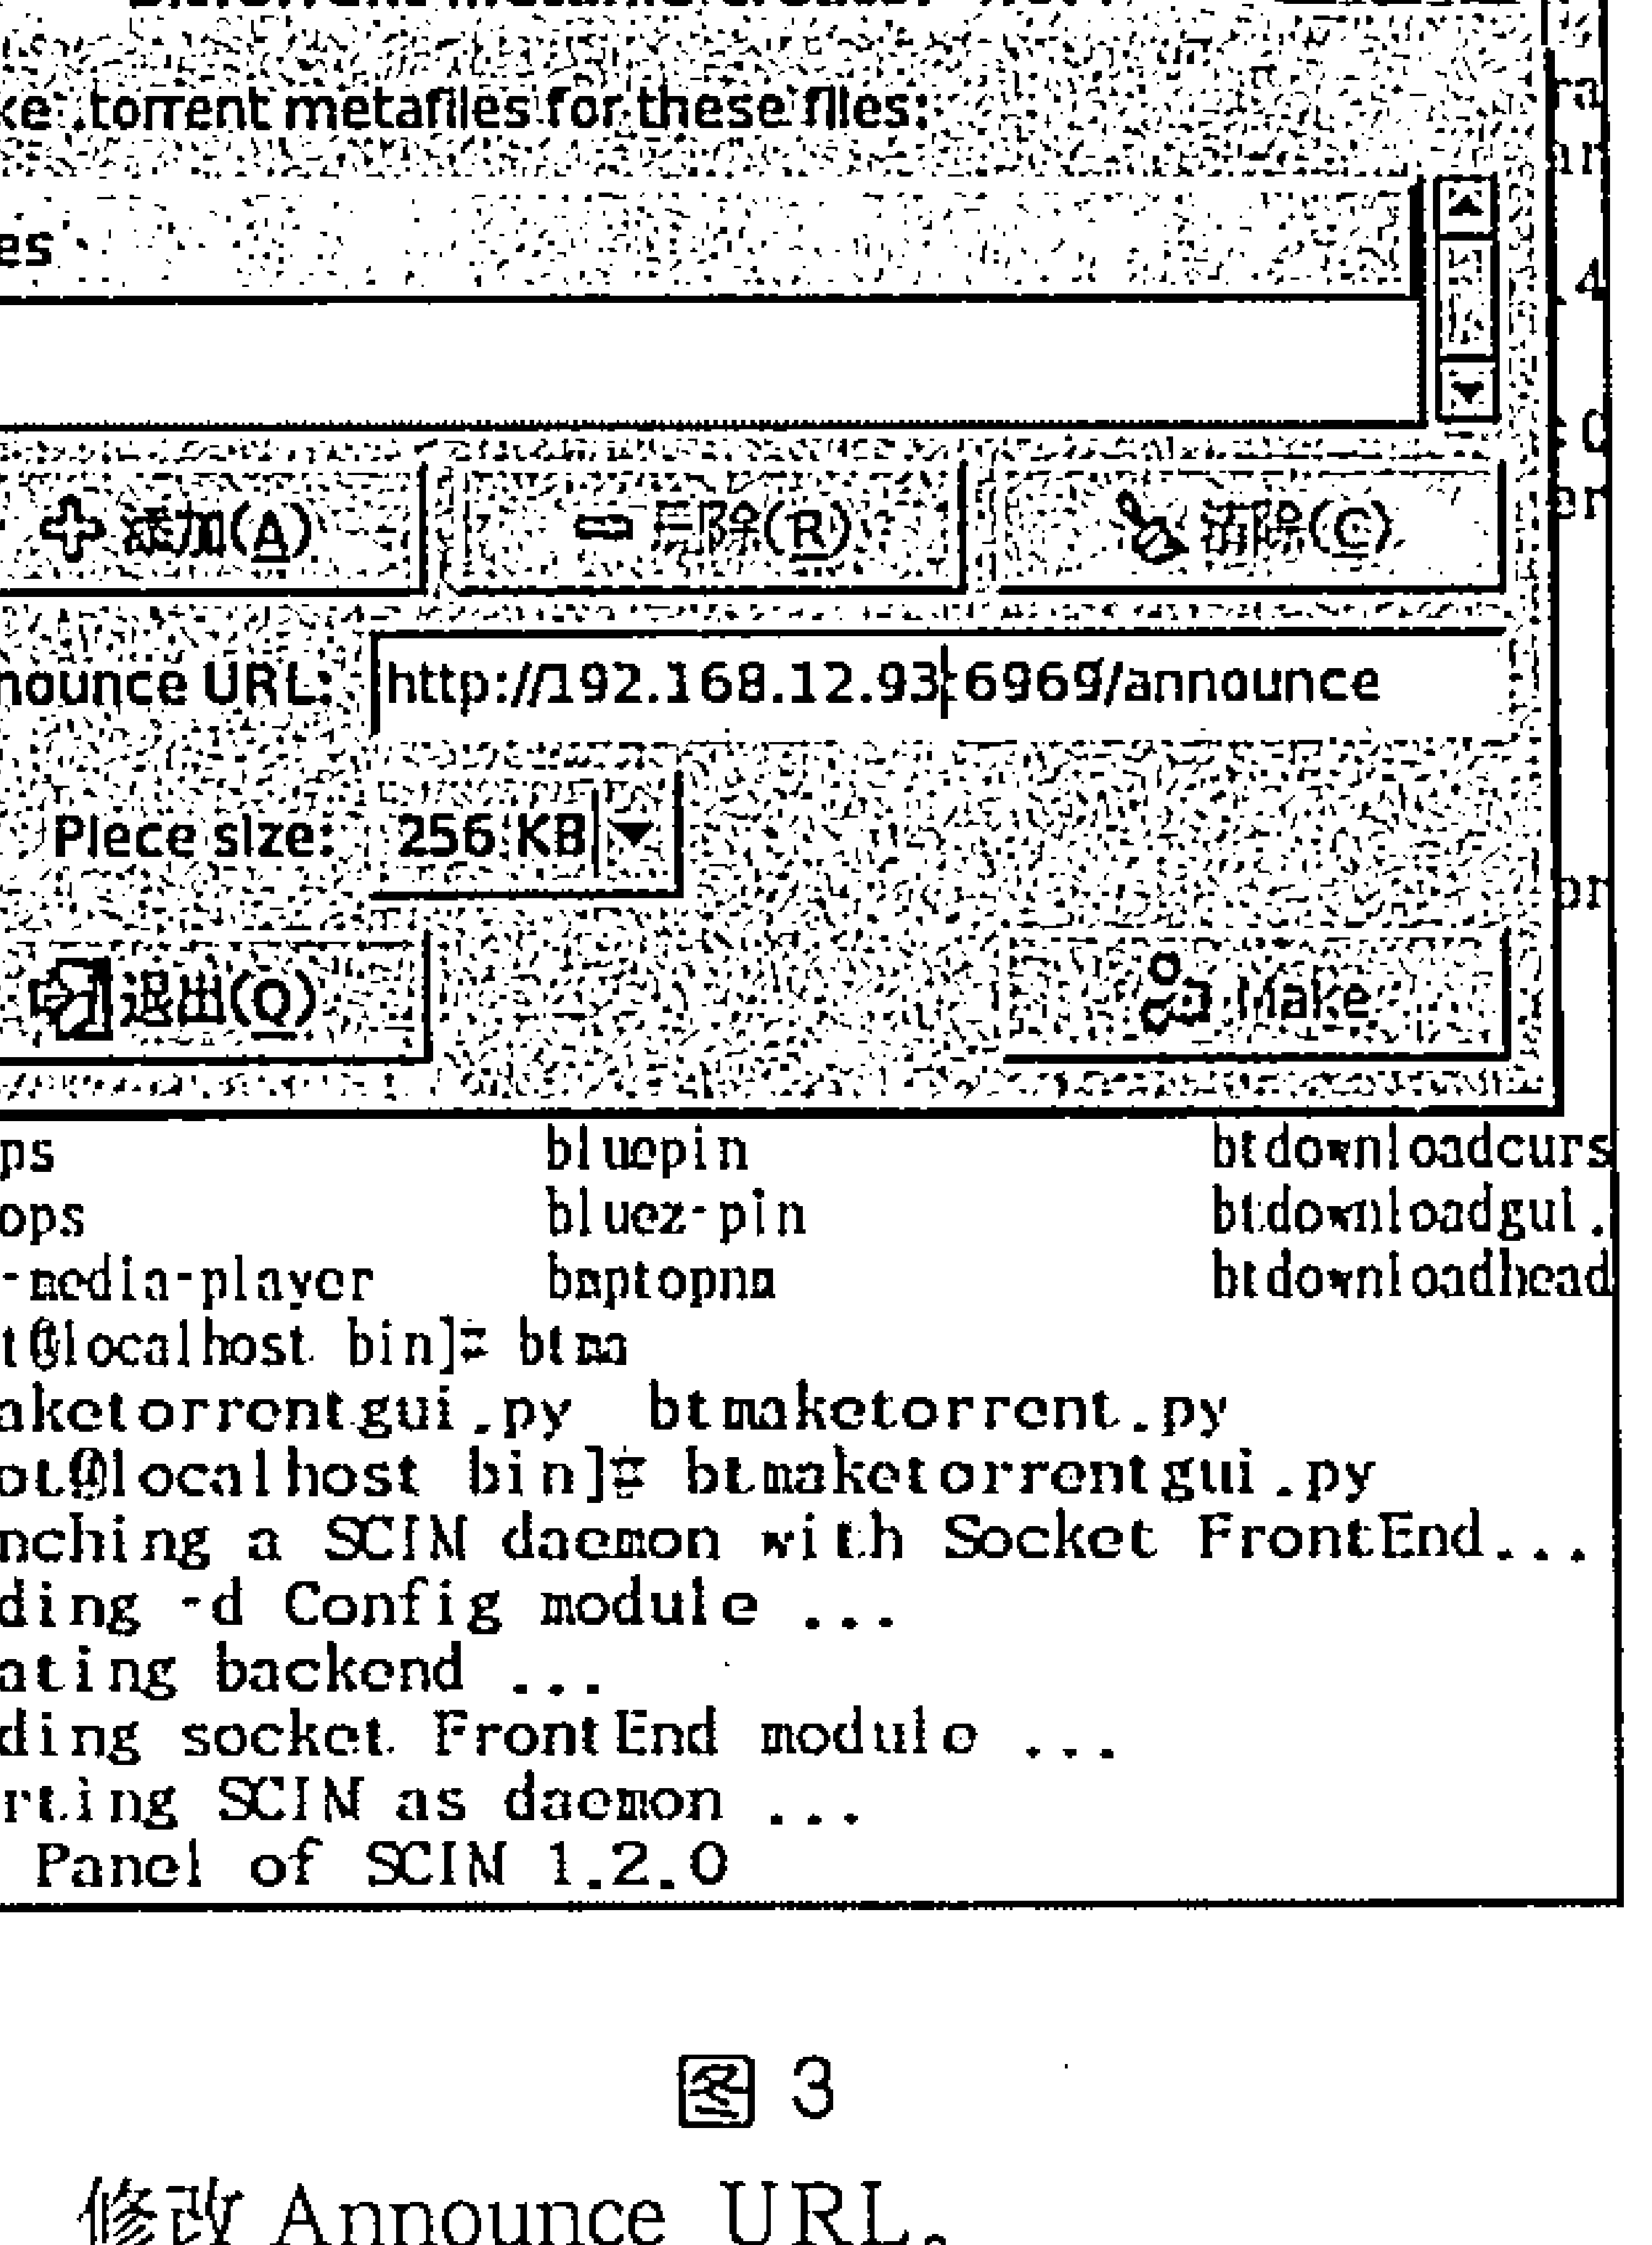 ke .torrent metafiles for these files:
es
添加(A) 删除(R) 清除(C)
nounce URL: http://192.168.12.93:6969/announce
Piece size: 256 KB
退出(Q) Make
ps bluepin btdownloadcurs
ops bluez-pin btdownloadgui.
-media-player bmptopnm btdownloadhead
t@localhost bin]# btma
aketorrentgui.py btmaketorrent.py
ot@localhost bin]# btmaketorrentgui.py
nching a SCIM daemon with Socket FrontEnd...
ding -d Config module ...
ating backend ...
ding socket FrontEnd module ...
rting SCIM as daemon ...
Panel of SCIM 1.2.0
图 3
修改 Announce URL。